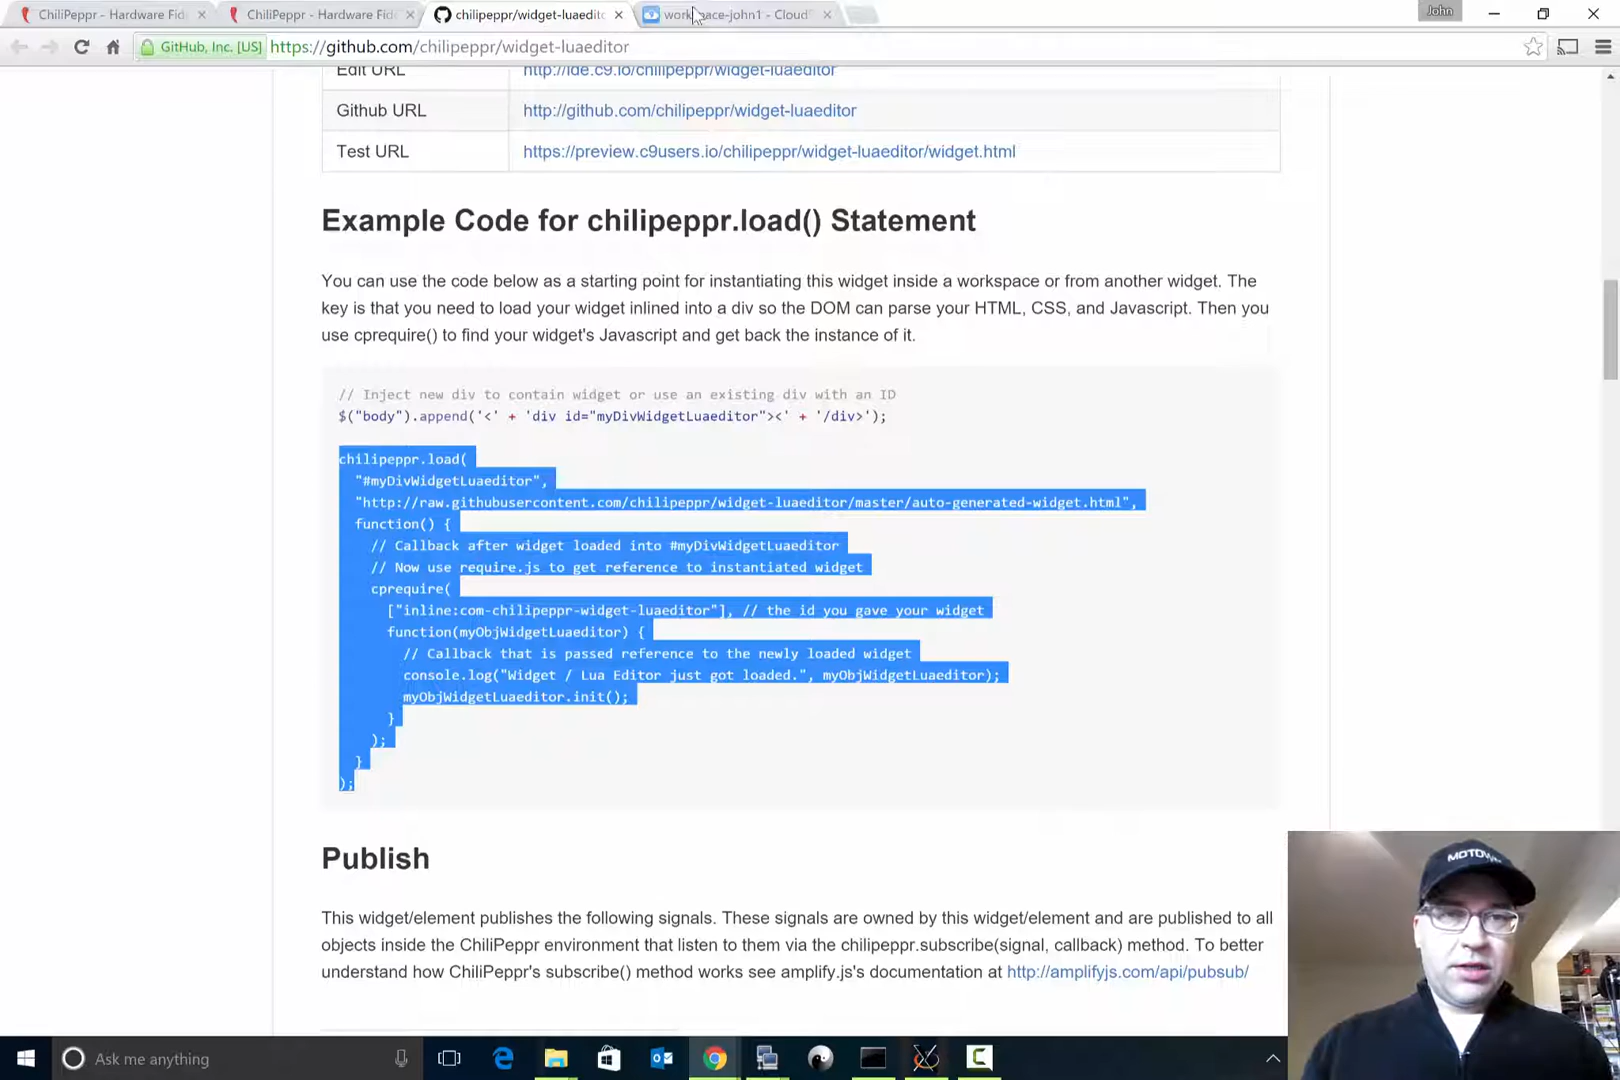 ChiliPeppr - Hardware Fid
ChiliPeppr - Hardware Fid
chilipeppr/widget-luaedito
workspace-john1 - Cloud9
John
GitHub, Inc. [US]
https://github.com/chilipeppr/widget-luaeditor
Edit URL
http://ide.c9.io/chilipeppr/widget-luaeditor
Github URL
http://github.com/chilipeppr/widget-luaeditor
Test URL
https://preview.c9users.io/chilipeppr/widget-luaeditor/widget.html
Example Code for chilipeppr.load() Statement
You can use the code below as a starting point for instantiating this widget inside a workspace or from another widget. The
key is that you need to load your widget inlined into a div so the DOM can parse your HTML, CSS, and Javascript. Then you
use cprequire() to find your widget's Javascript and get back the instance of it.
// Inject new div to contain widget or use an existing div with an ID
$("body").append('<' + 'div id="myDivWidgetLuaeditor"><' + '/div>');
chilipeppr.load(
"#myDivWidgetLuaeditor",
"http://raw.githubusercontent.com/chilipeppr/widget-luaeditor/master/auto-generated-widget.html",
function() {
// Callback after widget loaded into #myDivWidgetLuaeditor
// Now use require.js to get reference to instantiated widget
cprequire(
["inline:com-chilipeppr-widget-luaeditor"], // the id you gave your widget
function(myObjWidgetLuaeditor) {
// Callback that is passed reference to the newly loaded widget
console.log("Widget / Lua Editor just got loaded.", myObjWidgetLuaeditor);
myObjWidgetLuaeditor.init();
}
);
}
);
Publish
This widget/element publishes the following signals. These signals are owned by this widget/element and are published to all
objects inside the ChiliPeppr environment that listen to them via the chilipeppr.subscribe(signal, callback) method. To better
understand how ChiliPeppr's subscribe() method works see amplify.js's documentation at http://amplifyjs.com/api/pubsub/
MOTOWN
Ask me anything